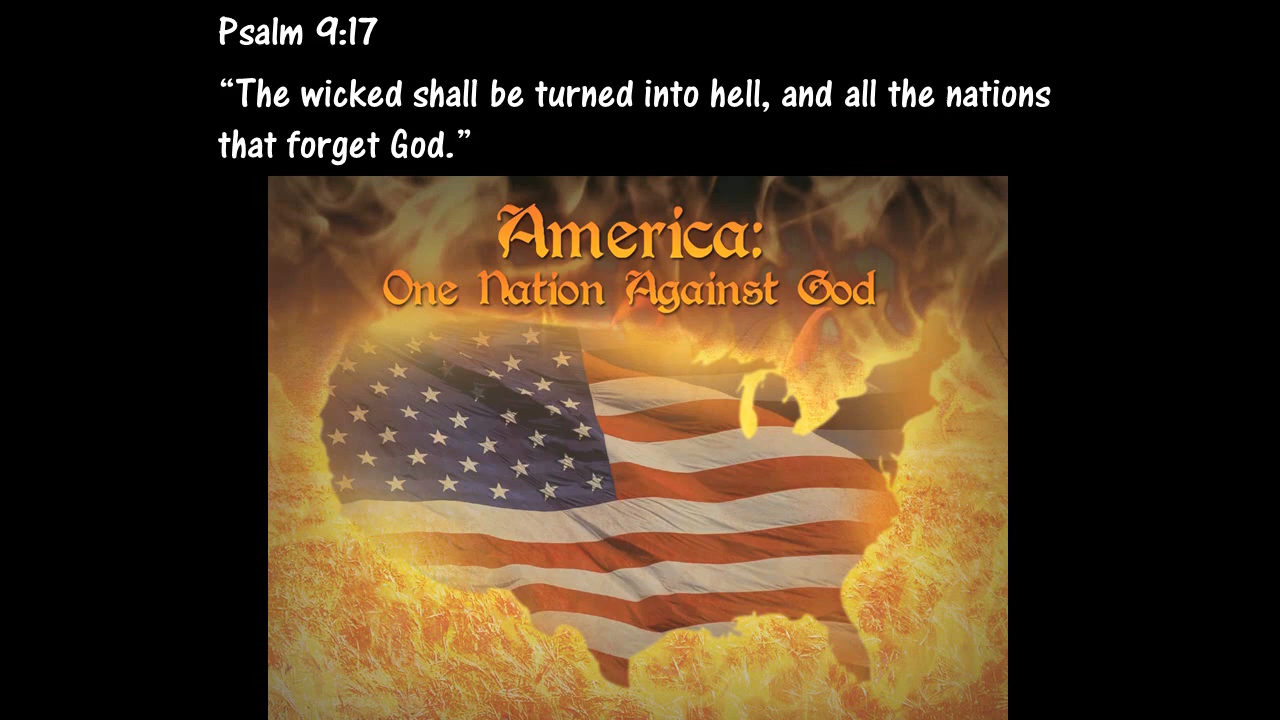 Psalm 9:17
“The wicked shall be turned into hell, and all the nations
that forget God.”
America:
One Nation Against God